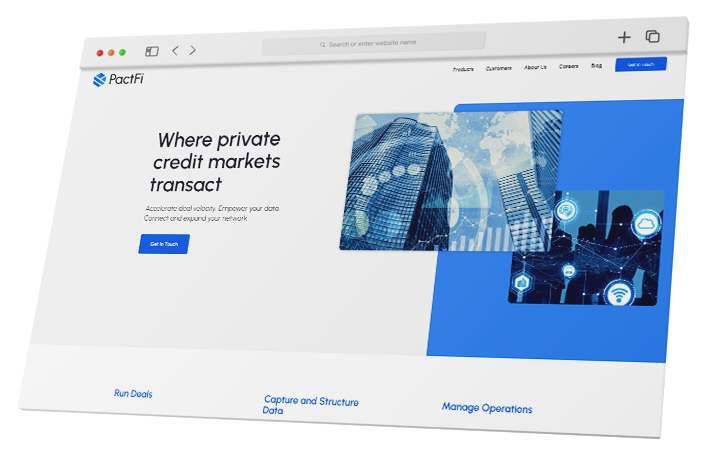 Search or enter website name
PactFi
Products Customers About Us Careers Blog Get In Touch
Where private
credit markets
transact
Accelerate deal velocity. Empower your data.
Connect and expand your network
Get In Touch
Run Deals
Capture and Structure
Data
Manage Operations